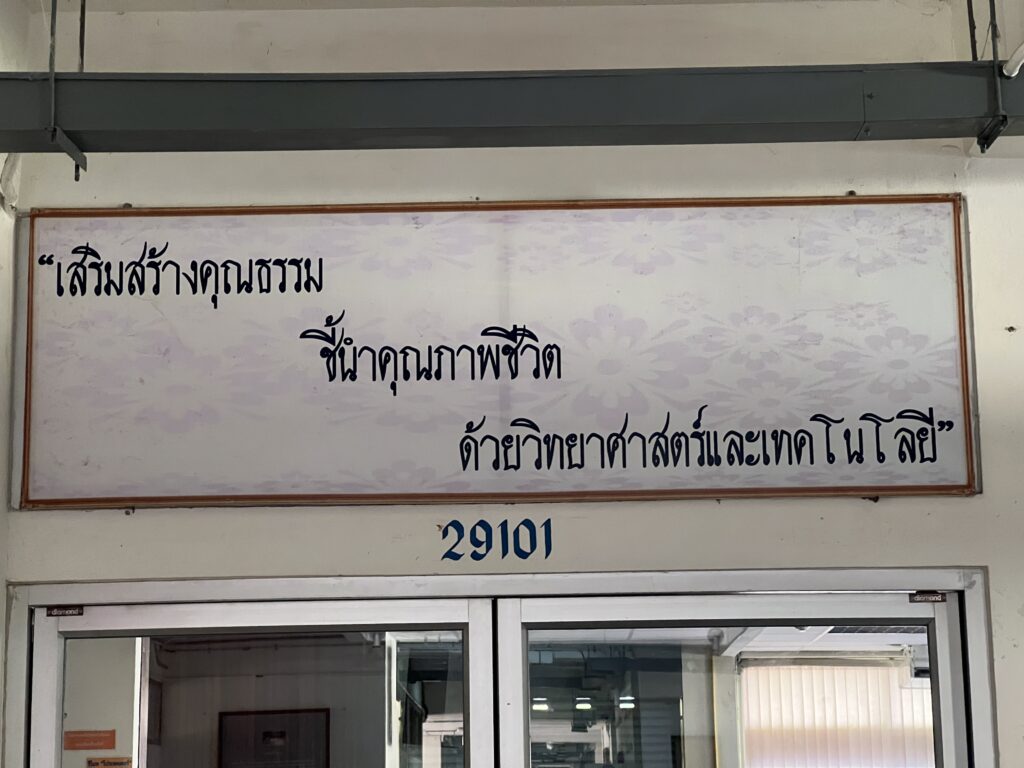 “เสริมสร้างคุณธรรม
ชี้นำคุณภาพชีวิต
ด้วยวิทยาศาสตร์และเทคโนโลยี”
29101
diamond
diamond